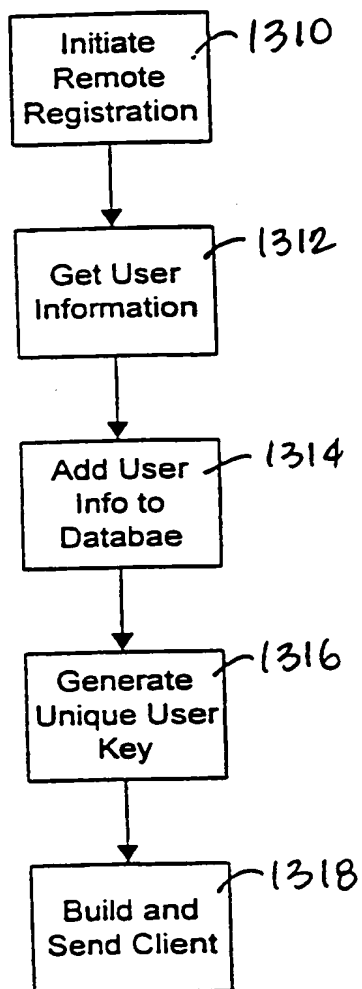 Initiate
Remote
Registration
1310
Get User
Information
1312
Add User
Info to
Databae
1314
Generate
Unique User
Key
1316
Build and
Send Client
1318